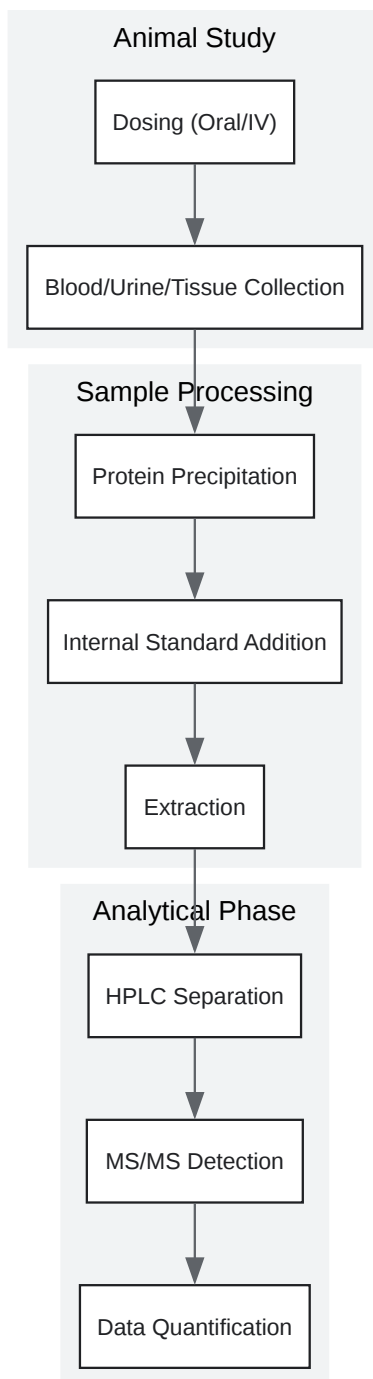 Animal Study
Dosing (Oral/IV)
Blood/Urine/Tissue Collection
Sample Processing
Protein Precipitation
Internal Standard Addition
Extraction
Analytical Phase
HPLC Separation
MS/MS Detection
Data Quantification